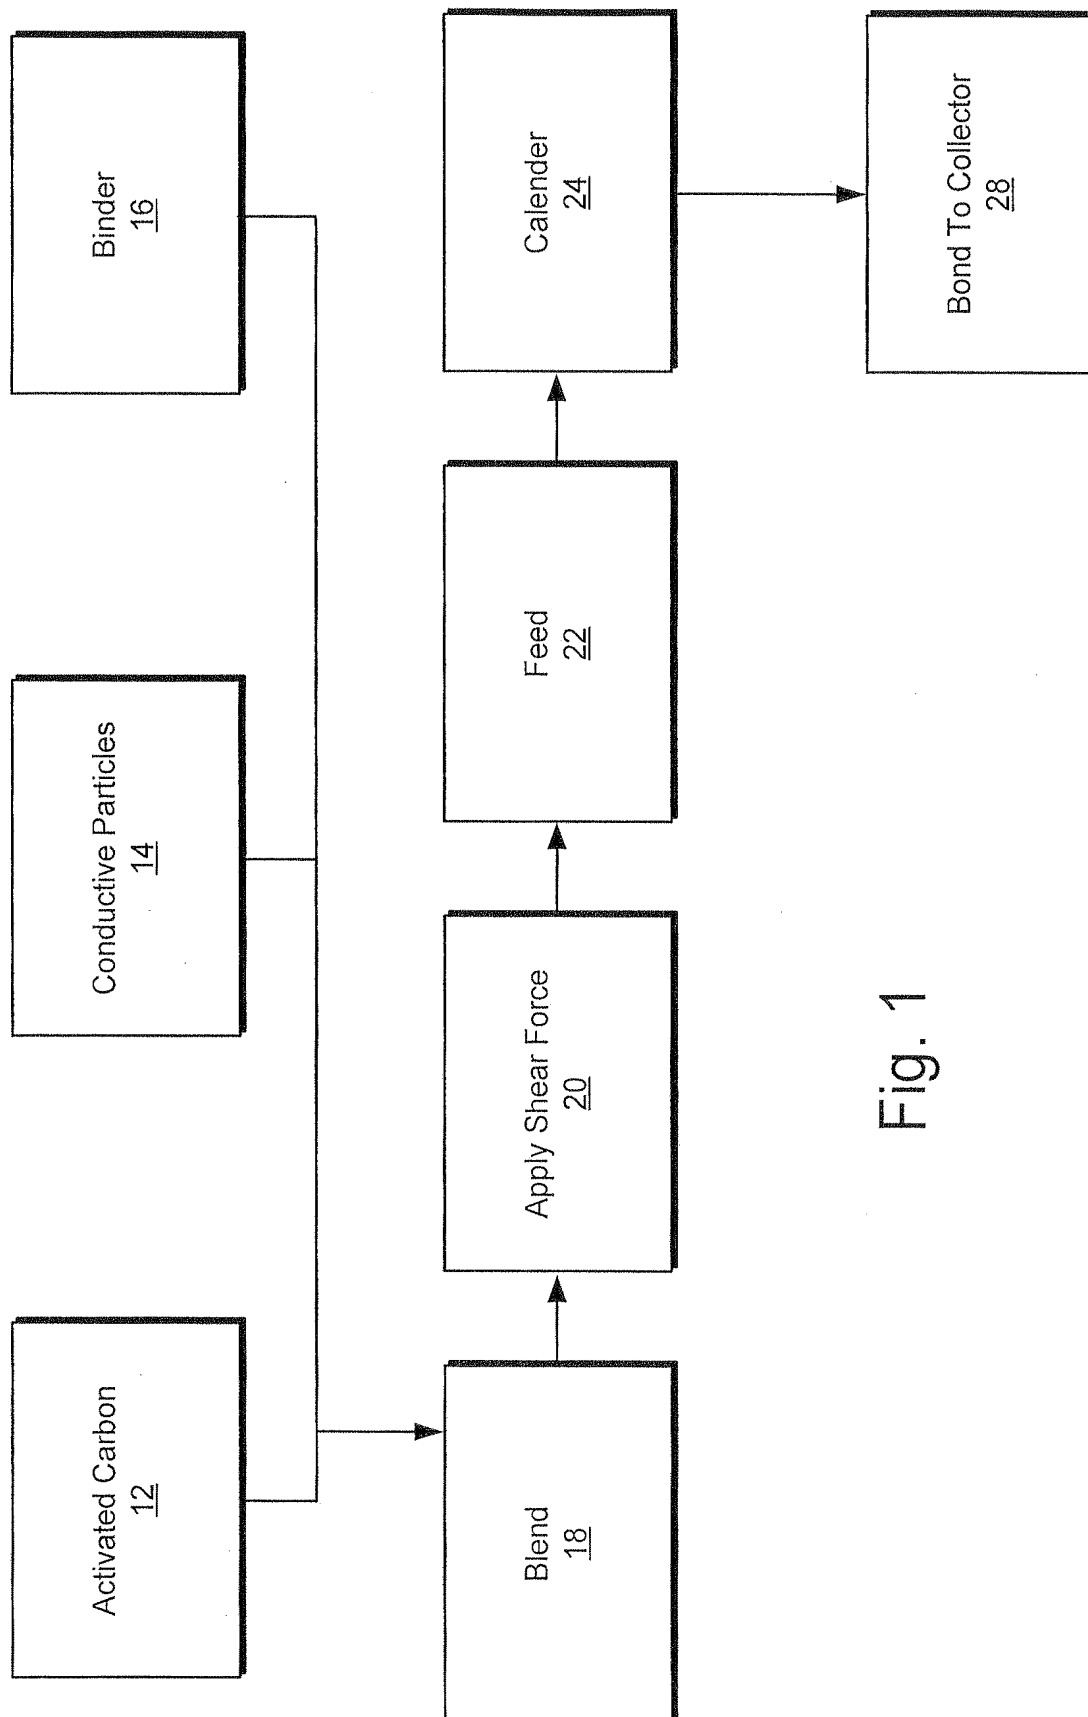 Activated Carbon
12
Conductive Particles
14
Binder
16
Blend
18
Apply Shear Force
20
Feed
22
Calender
24
Bond To Collector
28
Fig. 1